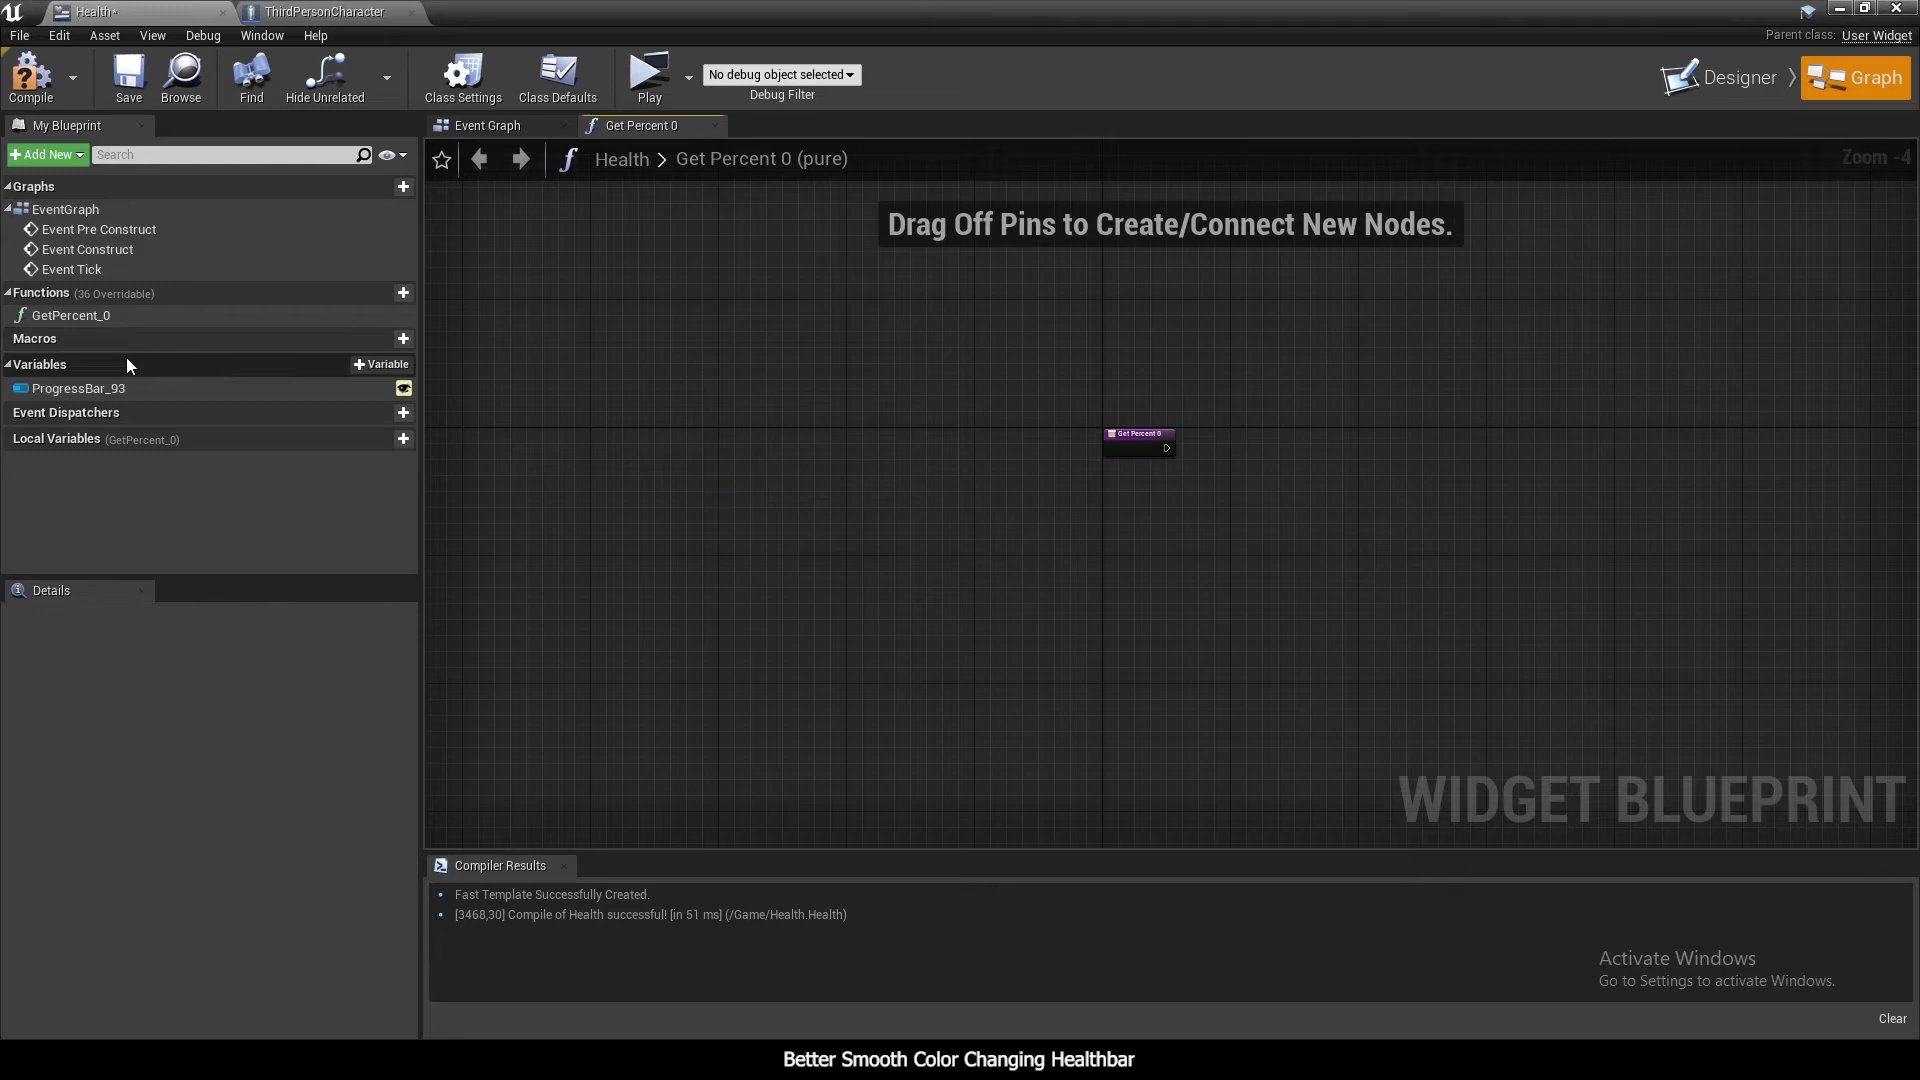 Health*
ThirdPersonCharacter
File Edit Asset View Debug Window Help
Parent class: User Widget
Compile
Save
Browse
Find
Hide Unrelated
Class Settings
Class Defaults
Play
No debug object selected
Debug Filter
Designer
Graph
My Blueprint
Event Graph
Get Percent 0
Add New
Search
Health > Get Percent 0 (pure)
Zoom -4
Graphs
EventGraph
Event Pre Construct
Event Construct
Event Tick
Functions (36 Overridable)
GetPercent_0
Macros
Variables
Variable
ProgressBar_93
Event Dispatchers
Local Variables (GetPercent_0)
Drag Off Pins to Create/Connect New Nodes.
Get Percent 0
Details
WIDGET BLUEPRINT
Compiler Results
Fast Template Successfully Created.
[3468,30] Compile of Health successful! [in 51 ms] (/Game/Health.Health)
Activate Windows
Go to Settings to activate Windows.
Clear
Better Smooth Color Changing Healthbar